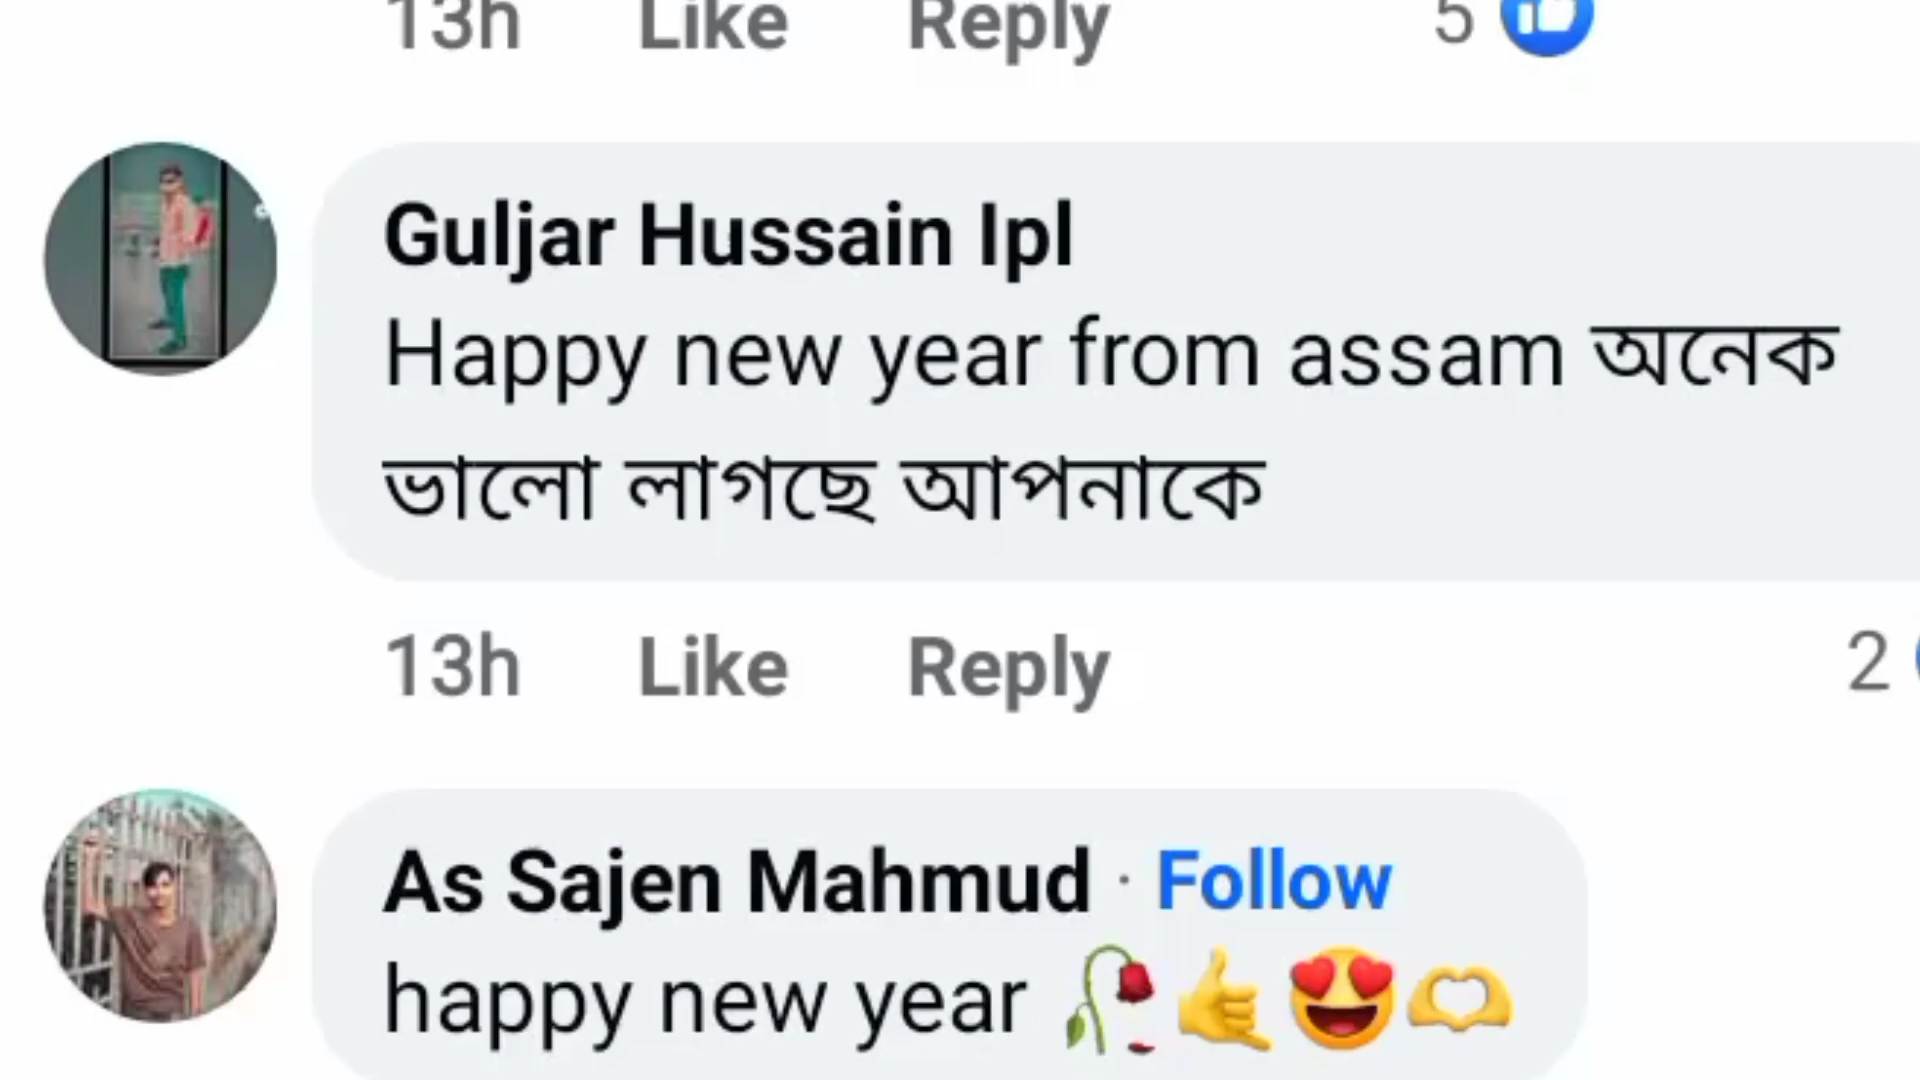 13h Like Reply 5
Guljar Hussain Ipl
Happy new year from assam অনেক
ভালো লাগছে আপনাকে
13h Like Reply 2
As Sajen Mahmud · Follow
happy new year 🥀🤙😍🫶